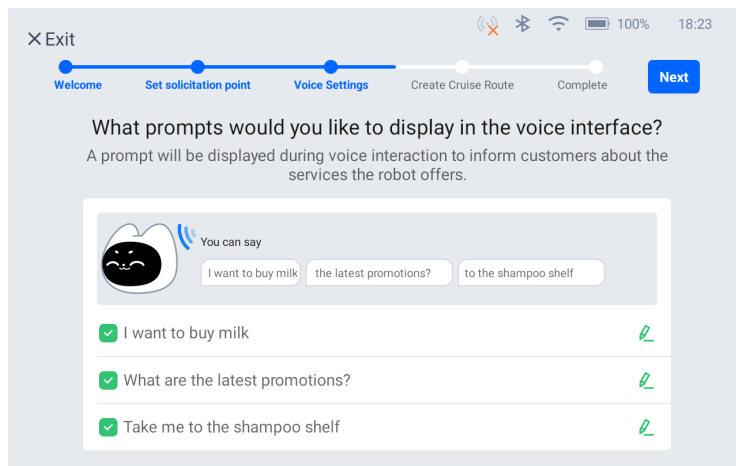 100% 18:23
Exit
Welcome Set solicitation point Voice Settings Create Cruise Route Complete Next
What prompts would you like to display in the voice interface?
A prompt will be displayed during voice interaction to inform customers about the
services the robot offers.
You can say
I want to buy milk the latest promotions? to the shampoo shelf
I want to buy milk
What are the latest promotions?
Take me to the shampoo shelf